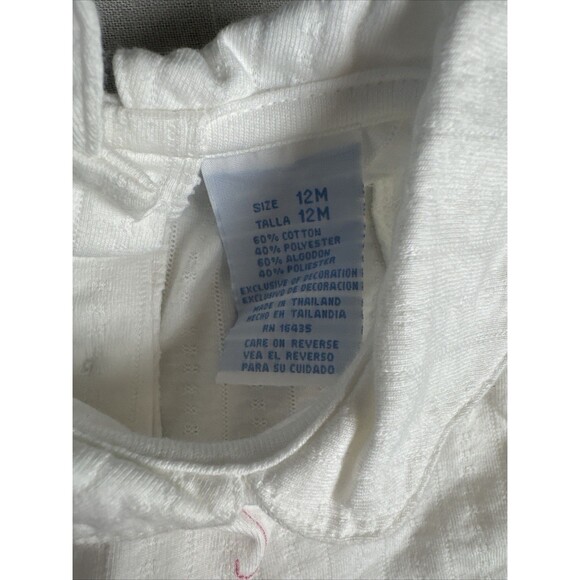 SIZE 12M
TALLA 12M
60% COTTON
40% POLYESTER
60% ALGODON
40% POLIESTER
EXCLUSIVE OF DECORATION
EXCLUSIVO DE DECORACION
MADE IN THAILAND
HECHO EN TAILANDIA
RN 16435
CARE ON REVERSE
VEA EL REVERSO
PARA SU CUIDADO